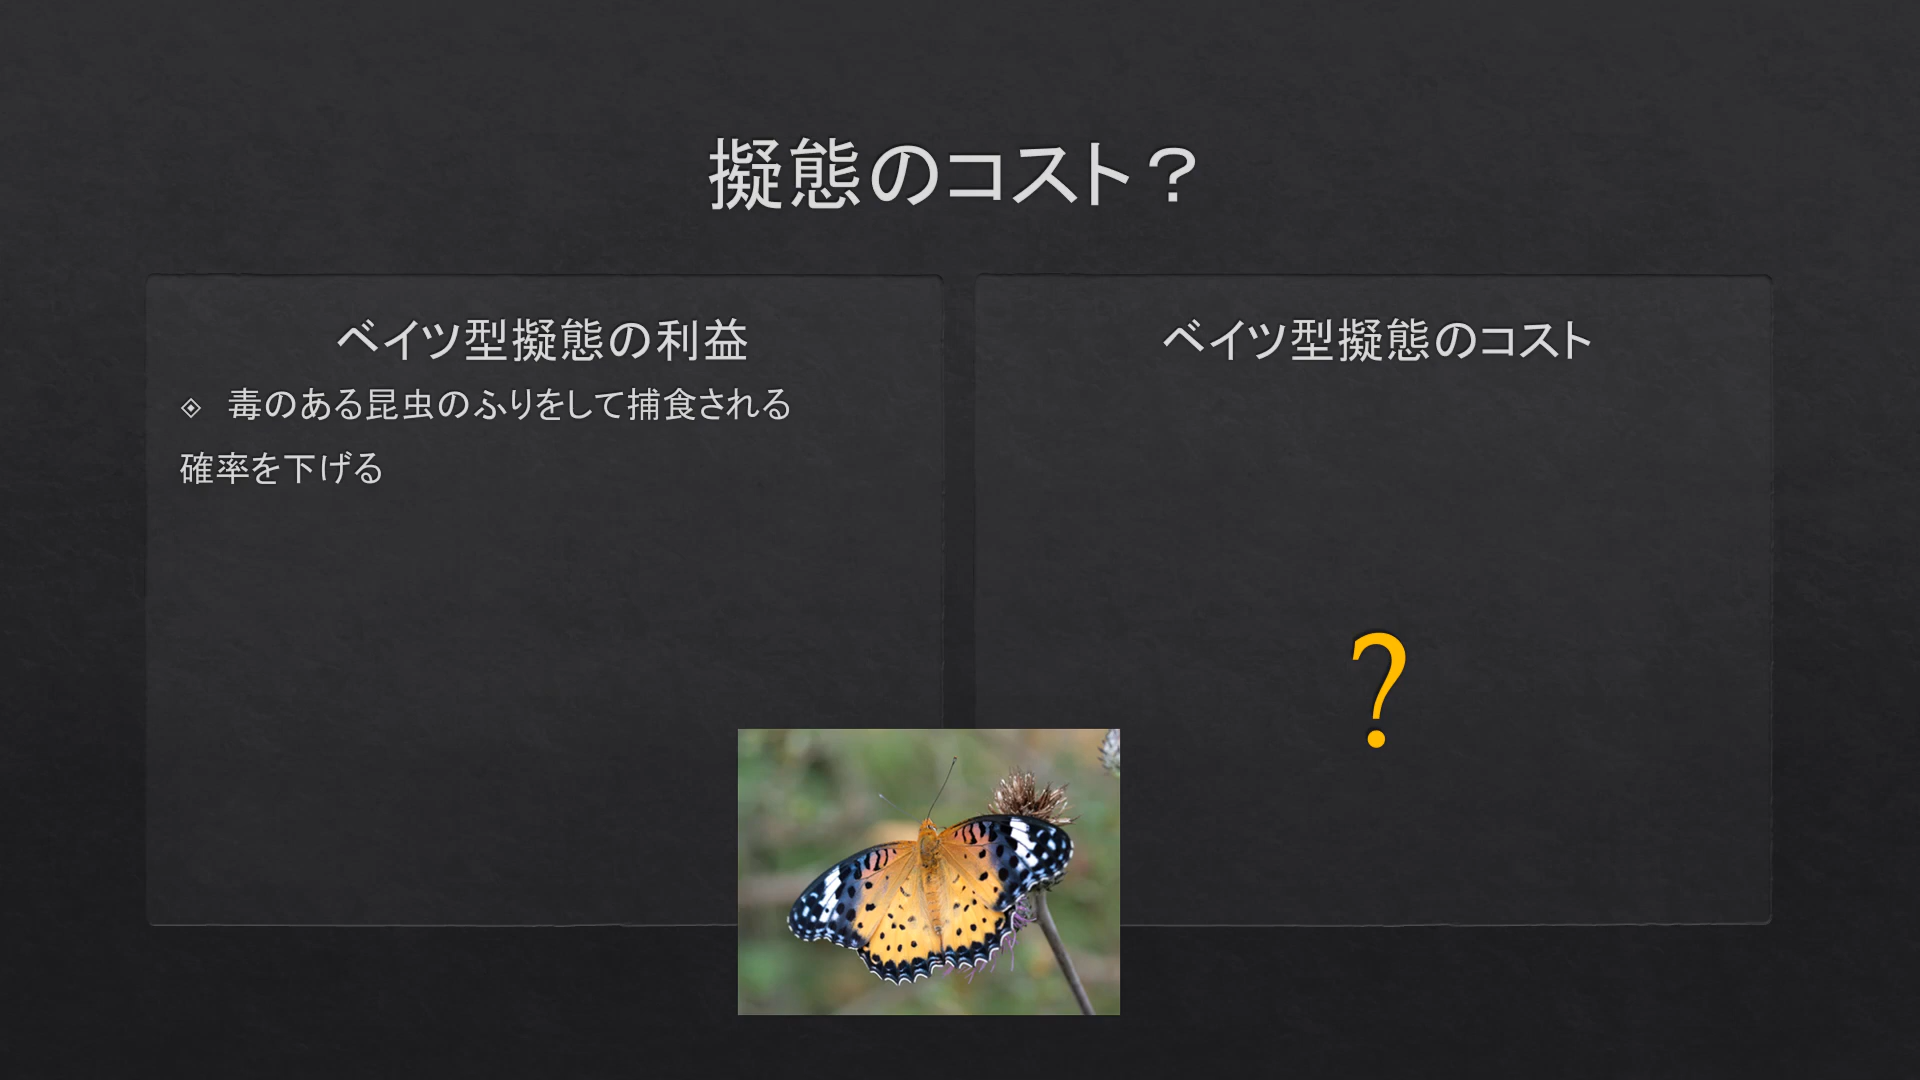 擬態のコスト？
ベイツ型擬態の利益
毒のある昆虫のふりをして捕食される
確率を下げる
ベイツ型擬態のコスト
？